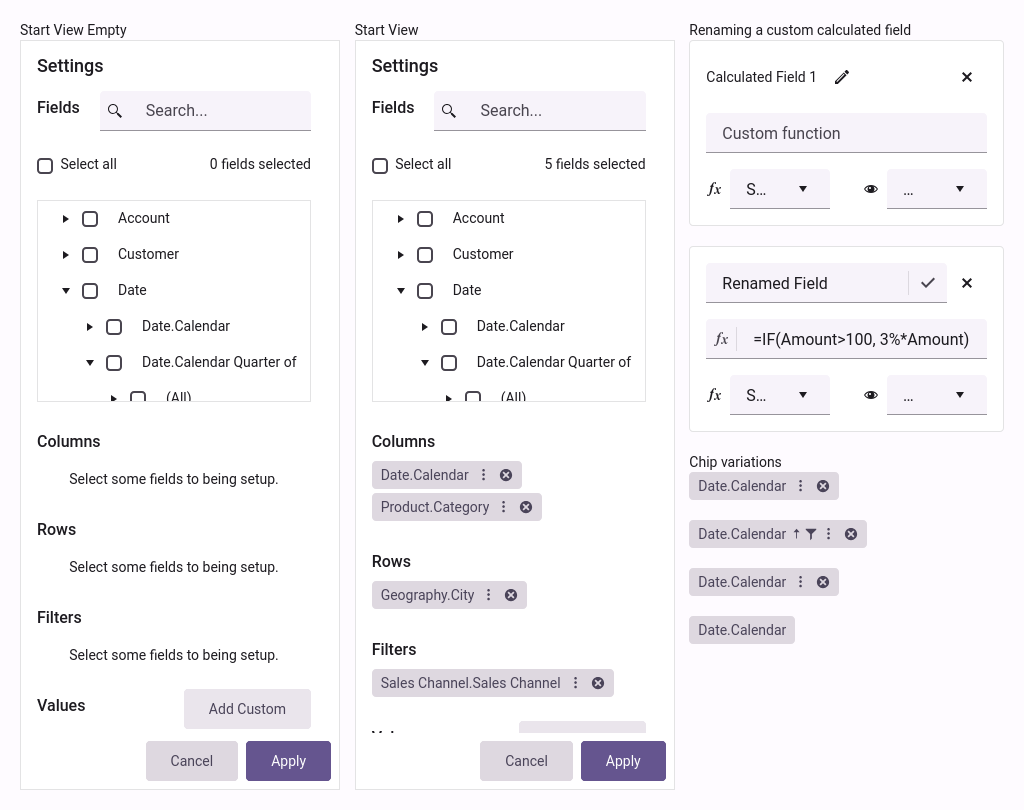 Start View Empty
Settings
Fields
Search...
Select all
0 fields selected
Account
Customer
Date
Date.Calendar
Date.Calendar Quarter of
(All)
Columns
Select some fields to being setup.
Rows
Select some fields to being setup.
Filters
Select some fields to being setup.
Values
Add Custom
Cancel
Apply
Start View
Settings
Fields
Search...
Select all
5 fields selected
Account
Customer
Date
Date.Calendar
Date.Calendar Quarter of
(All)
Columns
Date.Calendar
Product.Category
Rows
Geography.City
Filters
Sales Channel.Sales Channel
Cancel
Apply
Renaming a custom calculated field
Calculated Field 1
Custom function
fx
S...
...
Renamed Field
fx
=IF(Amount>100, 3%*Amount)
fx
S...
...
Chip variations
Date.Calendar
Date.Calendar
Date.Calendar
Date.Calendar